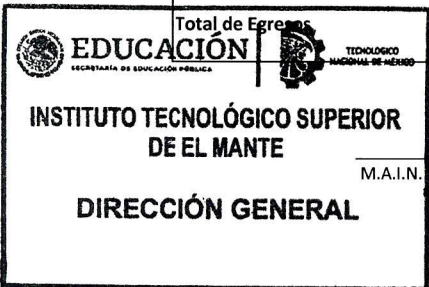 Total de Egresos
EDUCACIÓN
SECRETARÍA DE EDUCACIÓN PÚBLICA
TECNOLOGICO
NACIONAL DE MÉXICO
INSTITUTO TECNOLÓGICO SUPERIOR
DE EL MANTE
M.A.I.N.
DIRECCIÓN GENERAL